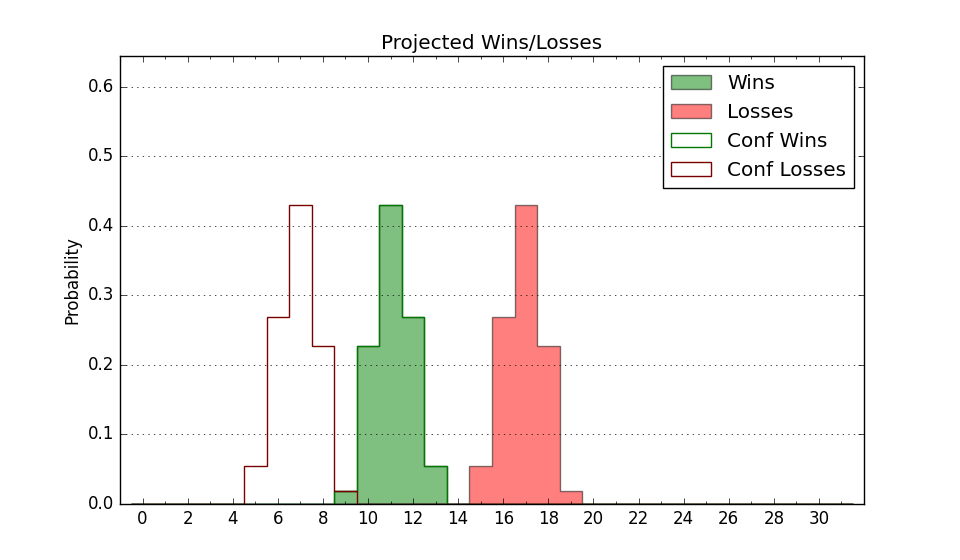 Projected Wins/Losses
Wins
Losses
Conf Wins
Conf Losses
Probability
0.6
0.5
0.4
0.3
0.2
0.1
0.0
0 2 4 6 8 10 12 14 16 18 20 22 24 26 28 30